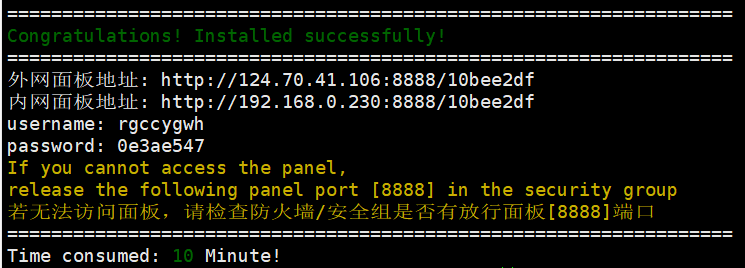 ==================================================================
Congratulations! Installed successfully!
==================================================================
外网面板地址: http://124.70.41.106:8888/10bee2df
内网面板地址: http://192.168.0.230:8888/10bee2df
username: rgccygwh
password: 0e3ae547
If you cannot access the panel,
release the following panel port [8888] in the security group
若无法访问面板，请检查防火墙/安全组是否有放行面板[8888]端口
==================================================================
Time consumed: 10 Minute!